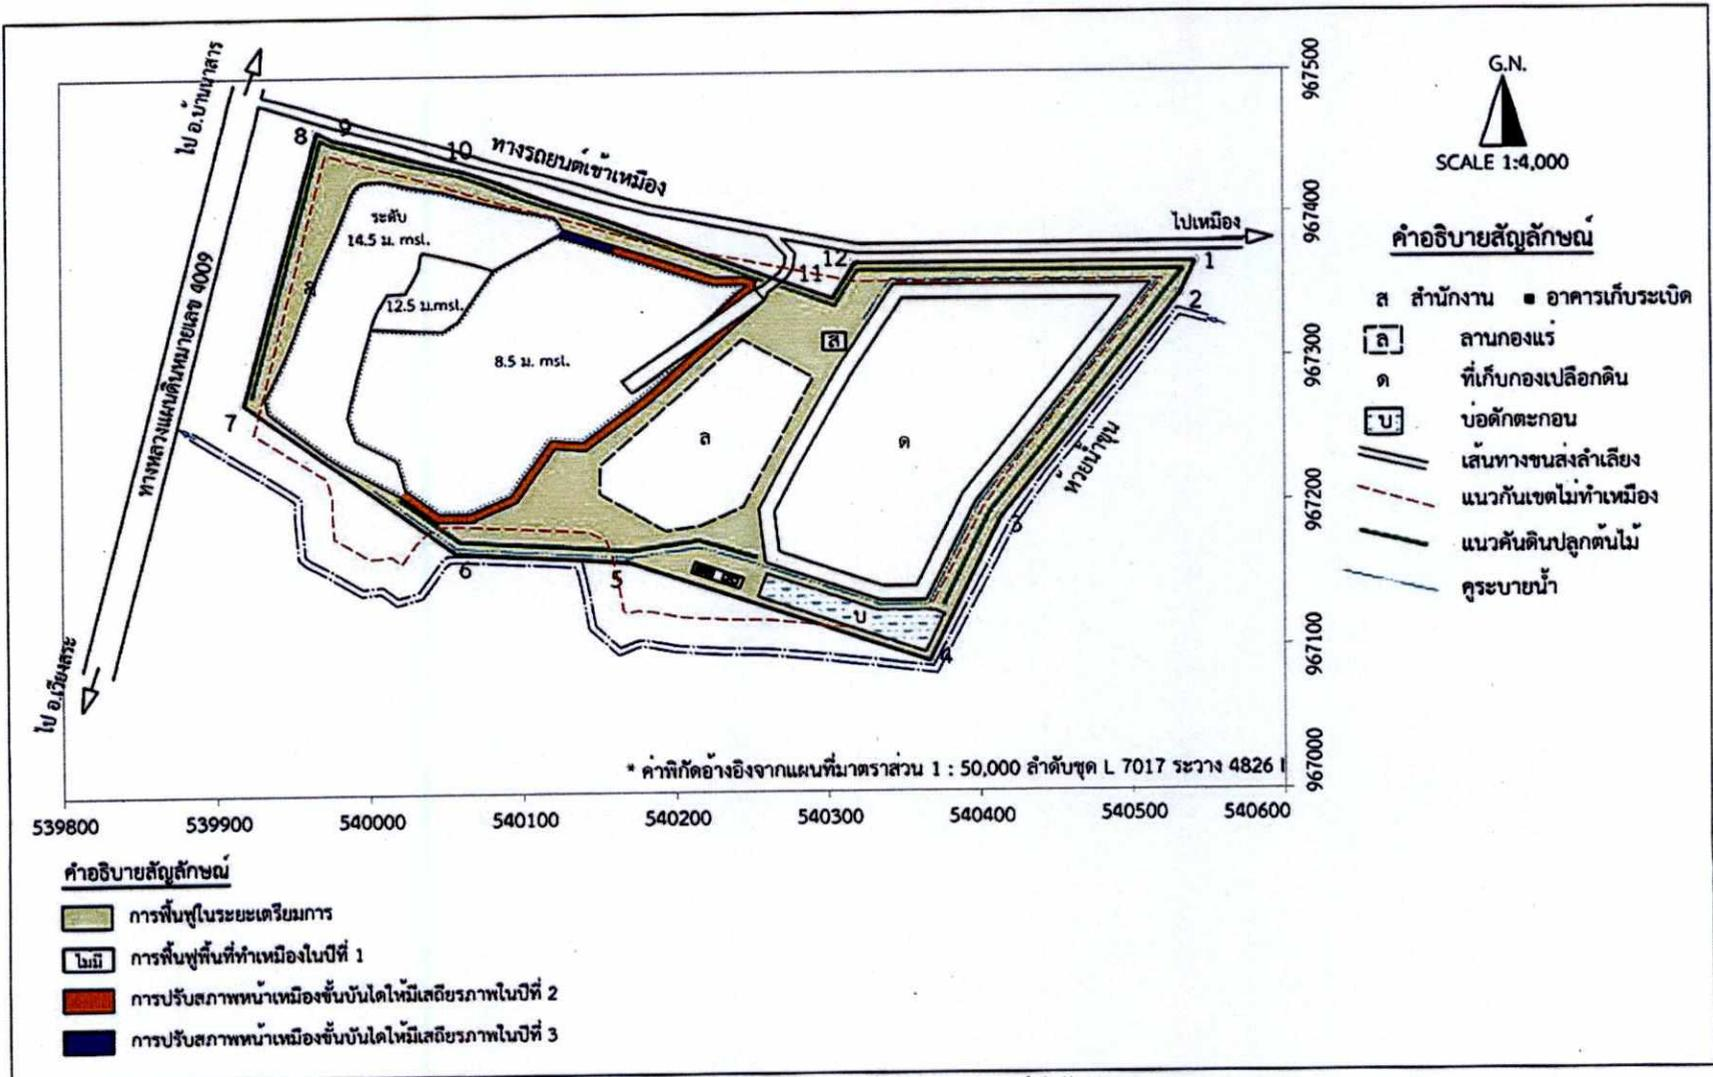 ไป อ.บ้านนาสาร
ทางหลวงแผ่นดินหมายเลข 4009
ไป อ.เวียงสระ
8
9
10
ทางรถยนต์เข้าเหมือง
ไปเหมือง
ระดับ
14.5 ม. msl.
12.5 ม.msl.
8.5 ม. msl.
11
12
1
2
3
4
5
6
7
ส
ล
ด
บ
ห้วยน้ำขุน
967500
967400
967300
967200
967100
967000
* ค่าพิกัดอ้างอิงจากแผนที่มาตราส่วน 1 : 50,000 ลำดับชุด L 7017 ระวาง 4826 I
539800 539900 540000 540100 540200 540300 540400 540500 540600
G.N.
SCALE 1:4,000
คำอธิบายสัญลักษณ์
ส สำนักงาน ■ อาคารเก็บระเบิด
ล ลานกองแร่
ด ที่เก็บกองเปลือกดิน
บ บ่อดักตะกอน
เส้นทางขนส่งลำเลียง
แนวกันเขตไม่ทำเหมือง
แนวคันดินปลูกต้นไม้
คูระบายน้ำ
คำอธิบายสัญลักษณ์
การฟื้นฟูในระยะเตรียมการ
ไม่มี การฟื้นฟูพื้นที่ทำเหมืองในปีที่ 1
การปรับสภาพหน้าเหมืองขั้นบันไดให้มีเสถียรภาพในปีที่ 2
การปรับสภาพหน้าเหมืองขั้นบันไดให้มีเสถียรภาพในปีที่ 3